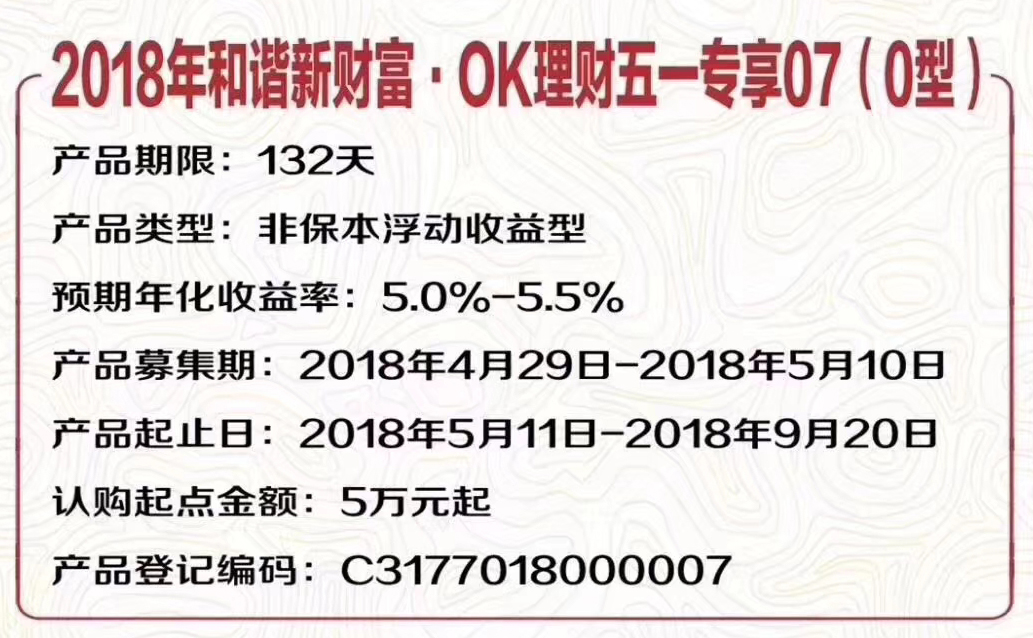 2018年和谐新财富·OK理财五一专享07（0型）
产品期限：132天
产品类型：非保本浮动收益型
预期年化收益率：5.0%-5.5%
产品募集期：2018年4月29日-2018年5月10日
产品起止日：2018年5月11日-2018年9月20日
认购起点金额：5万元起
产品登记编码：C3177018000007